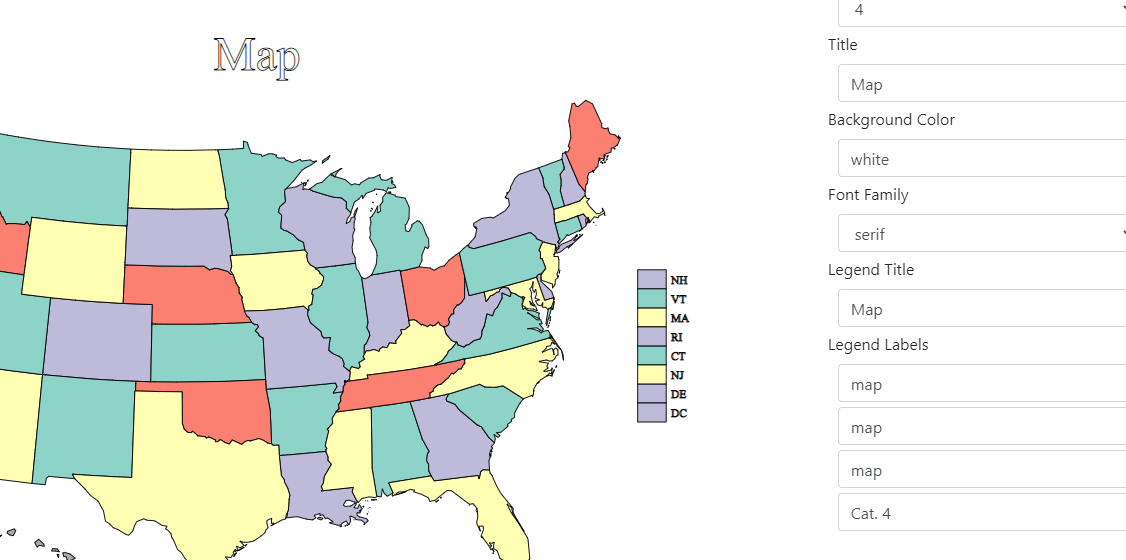 Map
NH
VT
MA
RI
CT
NJ
DE
DC
4
Title
Map
Background Color
white
Font Family
serif
Legend Title
Map
Legend Labels
map
map
map
Cat. 4